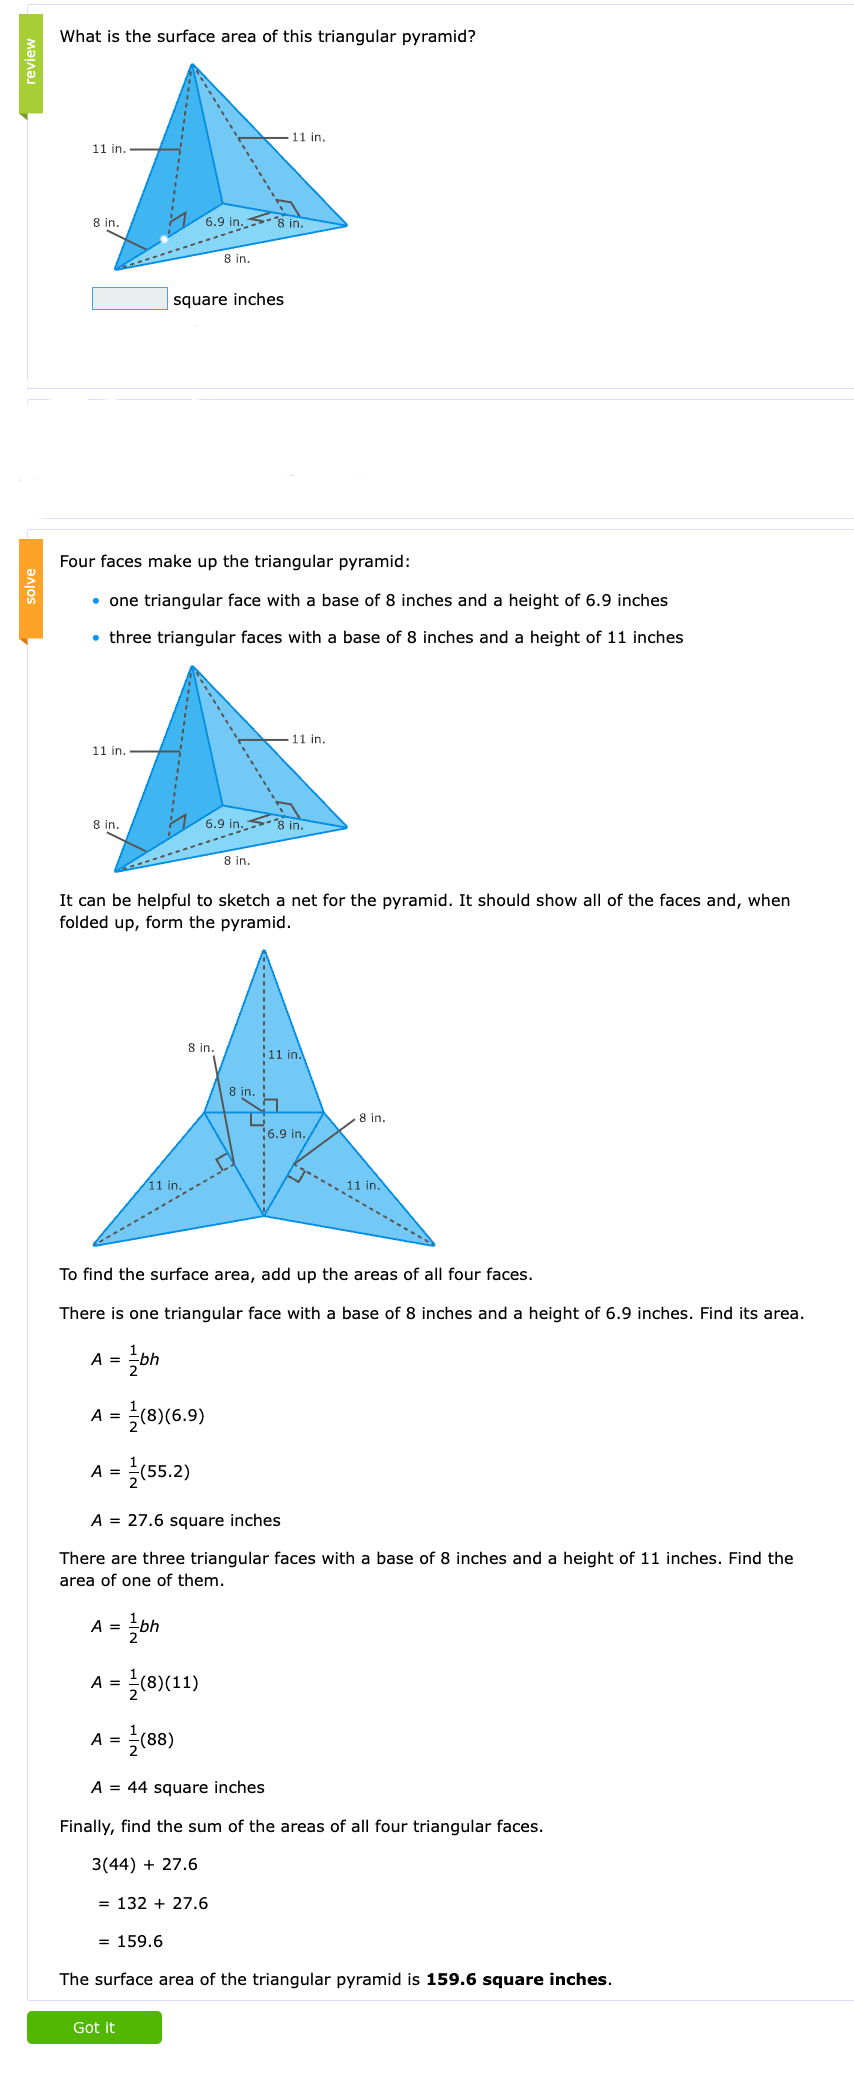 review
What is the surface area of this triangular pyramid?
11 in.
11 in.
8 in.
6.9 in.
8 in.
8 in.
square inches
solve
Four faces make up the triangular pyramid:
• one triangular face with a base of 8 inches and a height of 6.9 inches
• three triangular faces with a base of 8 inches and a height of 11 inches
11 in.
11 in.
8 in.
6.9 in.
8 in.
8 in.
It can be helpful to sketch a net for the pyramid. It should show all of the faces and, when
folded up, form the pyramid.
8 in.
11 in.
8 in.
8 in.
6.9 in.
11 in.
11 in.
To find the surface area, add up the areas of all four faces.
There is one triangular face with a base of 8 inches and a height of 6.9 inches. Find its area.
A = 1/2 bh
A = 1/2 (8)(6.9)
A = 1/2 (55.2)
A = 27.6 square inches
There are three triangular faces with a base of 8 inches and a height of 11 inches. Find the
area of one of them.
A = 1/2 bh
A = 1/2 (8)(11)
A = 1/2 (88)
A = 44 square inches
Finally, find the sum of the areas of all four triangular faces.
3(44) + 27.6
= 132 + 27.6
= 159.6
The surface area of the triangular pyramid is 159.6 square inches.
Got it